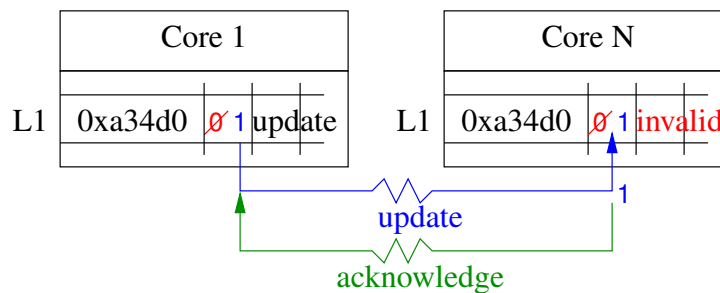 Core 1
Core N
L1 0xa34d0 0 1 update
L1 0xa34d0 0 1 invalid
update
1
acknowledge